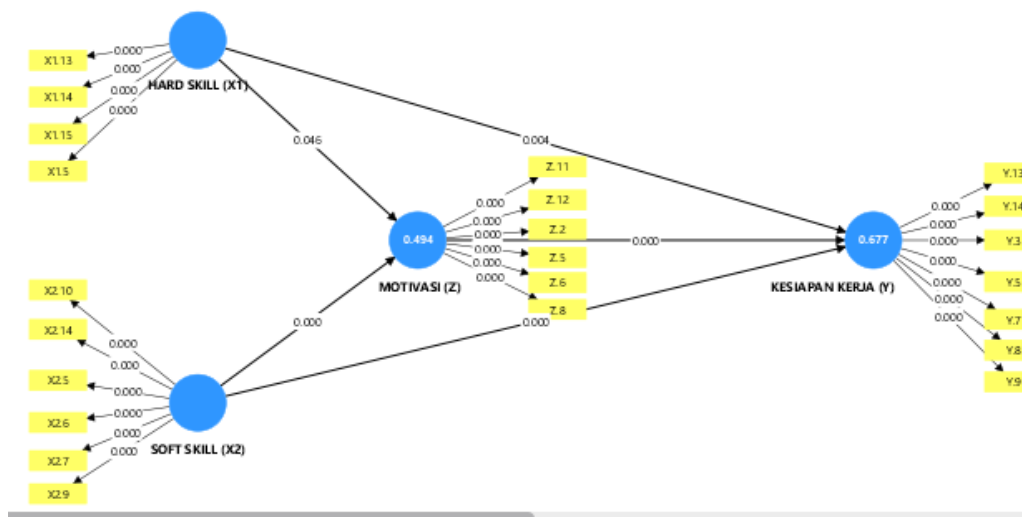 X1.13
X1.14
X1.15
X1.5
0.000
0.000
0.000
0.000
HARD SKILL (X1)
0.046
0.004
Z.11
Z.12
Z.2
Z.5
Z.6
Z.8
0.000
0.000
0.000
0.000
0.000
0.000
0.494
MOTIVASI (Z)
0.000
0.677
KESIAPAN KERJA (Y)
Y.13
Y.14
Y.3
Y.5
Y.7
Y.8
Y.9
0.000
0.000
0.000
0.000
0.000
0.000
0.000
X2.10
X2.14
X2.5
X2.6
X2.7
X2.9
0.000
0.000
0.000
0.000
0.000
0.000
SOFT SKILL (X2)
0.000
0.000